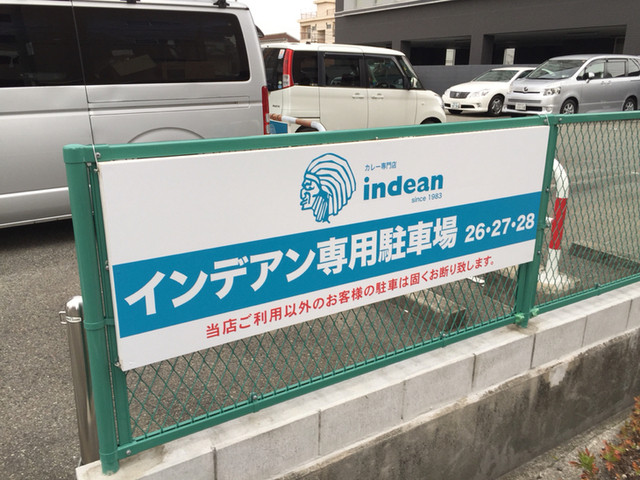 カレー専門店
indean
since 1983
インデアン専用駐車場 26・27・28
当店ご利用以外のお客様の駐車は固くお断り致します。